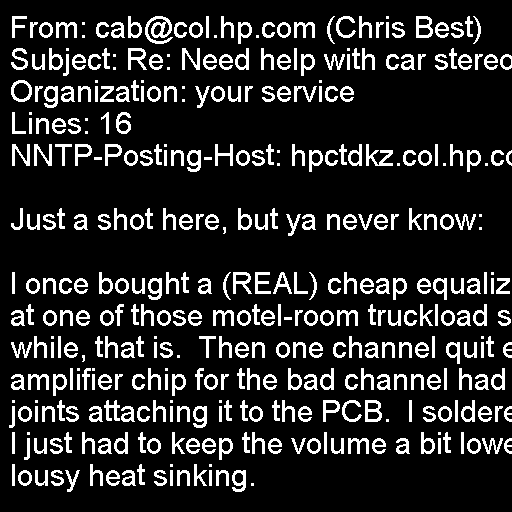 From: cab@col.hp.com (Chris Best)
Subject: Re: Need help with car stereo
Organization: your service
Lines: 16
NNTP-Posting-Host: hpctdkz.col.hp.co

Just a shot here, but ya never know:

I once bought a (REAL) cheap equaliz
at one of those motel-room truckload s
while, that is.  Then one channel quit e
amplifier chip for the bad channel had
joints attaching it to the PCB.  I soldere
I just had to keep the volume a bit lowe
lousy heat sinking.